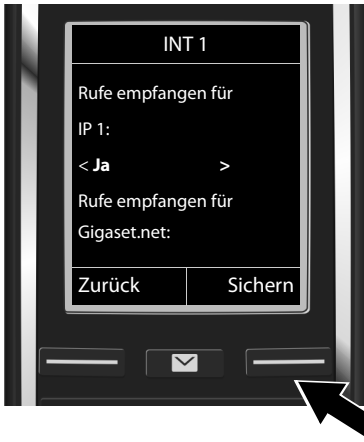 INT 1
Rufe empfangen für
IP 1:
< Ja >
Rufe empfangen für
Gigaset.net:
Zurück Sichern